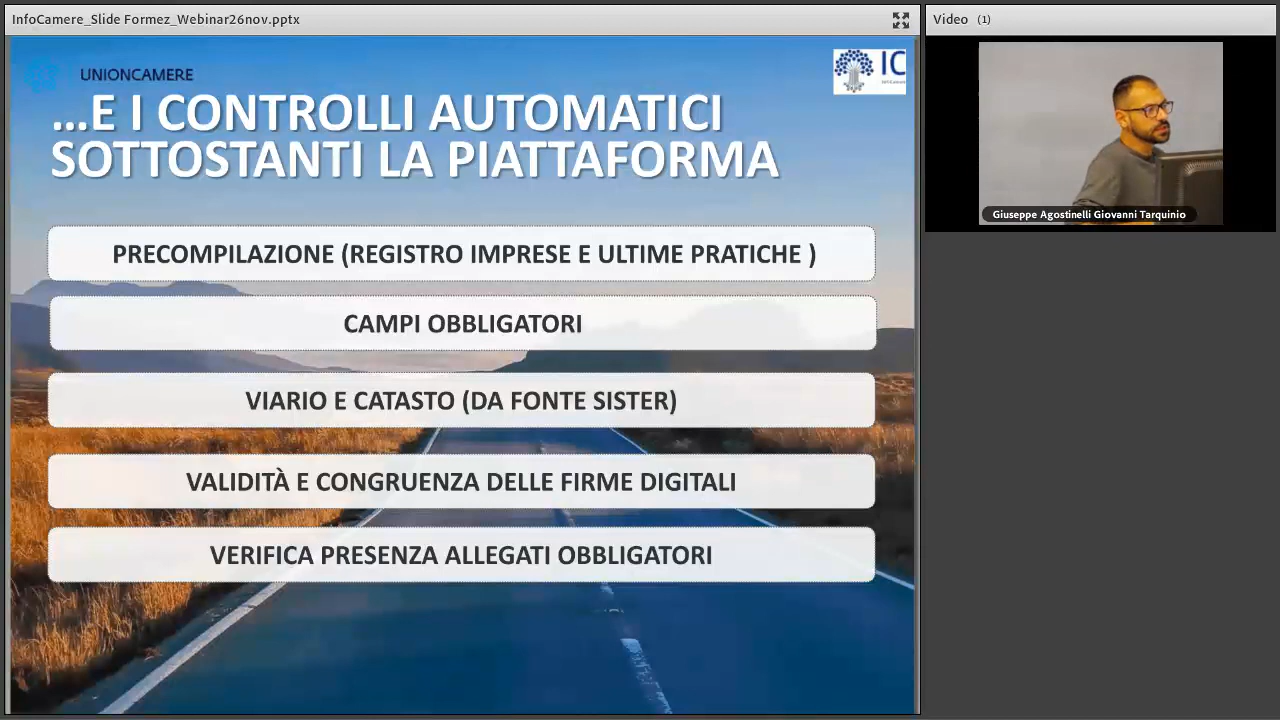 InfoCamere_Slide Formez_Webinar26nov.pptx
Video (1)
UNIONCAMERE
IC
...E I CONTROLLI AUTOMATICI
SOTTOSTANTI LA PIATTAFORMA
PRECOMPILAZIONE (REGISTRO IMPRESE E ULTIME PRATICHE )
CAMPI OBBLIGATORI
VIARIO E CATASTO (DA FONTE SISTER)
VALIDITÀ E CONGRUENZA DELLE FIRME DIGITALI
VERIFICA PRESENZA ALLEGATI OBBLIGATORI
Giuseppe Agostinelli Giovanni Tarquinio